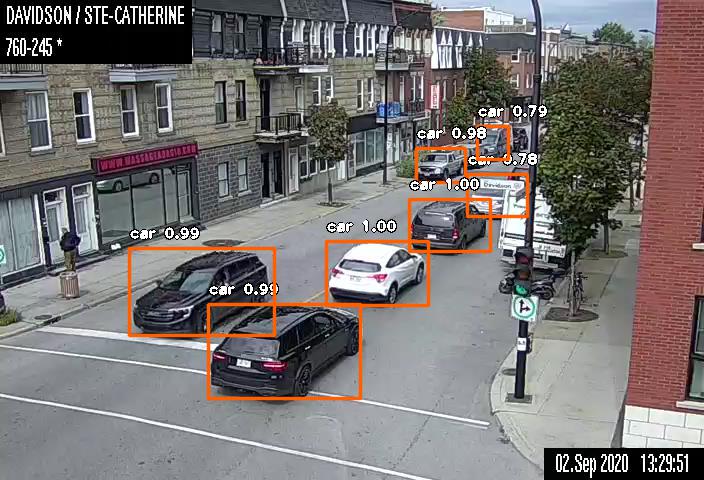 DAVIDSON / STE-CATHERINE
760-245 *
car 0.79
car 0.98
car 0.78
Davidson
car 1.00
car 1.00
car 0.99
car 0.99
WWW.MASSAGERADIO.COM
02.Sep 2020 13:29:51